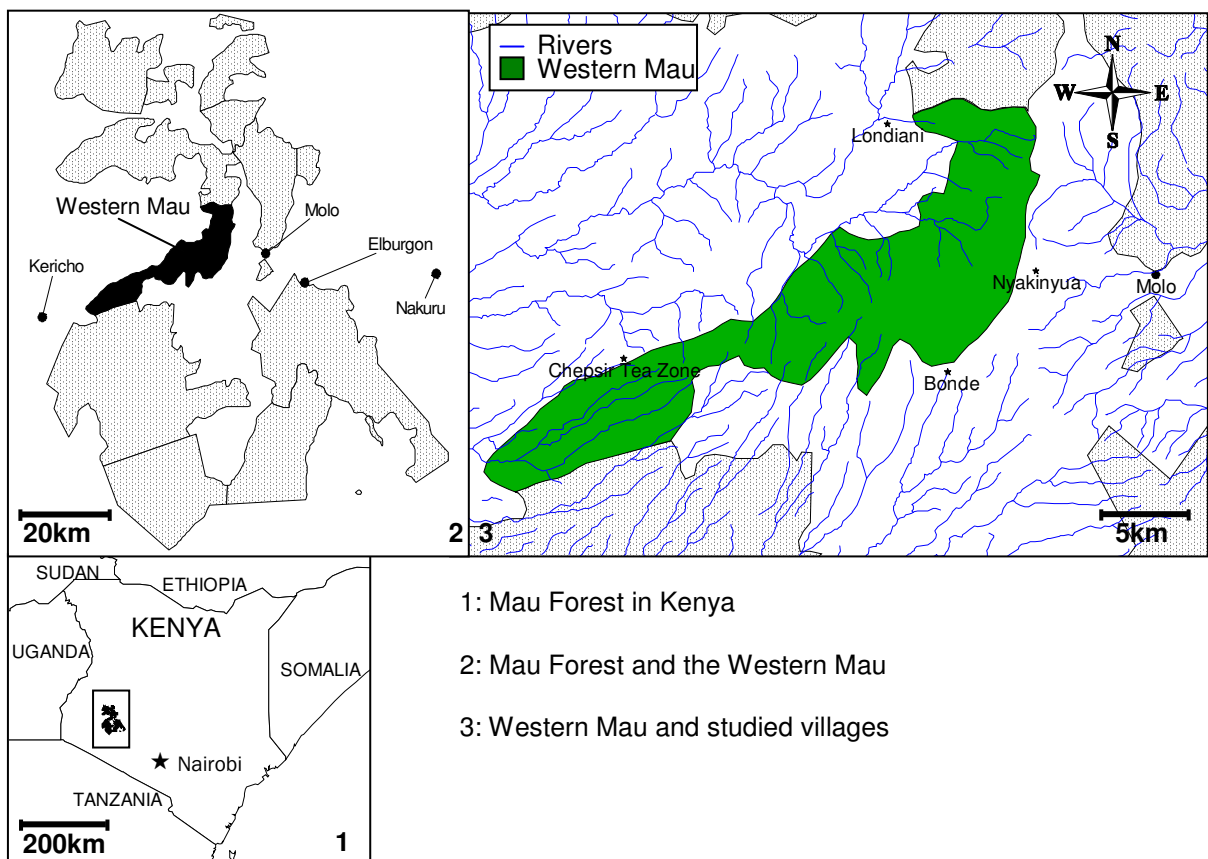 Western Mau
Molo
Elburgon
Kericho
Nakuru
20km
2
Rivers
Western Mau
N
W
E
S
Londiani
Nyakinyua
Molo
Chepsir Tea Zone
Bonde
3
5km
SUDAN
ETHIOPIA
KENYA
UGANDA
SOMALIA
Nairobi
TANZANIA
200km
1
1: Mau Forest in Kenya
2: Mau Forest and the Western Mau
3: Western Mau and studied villages